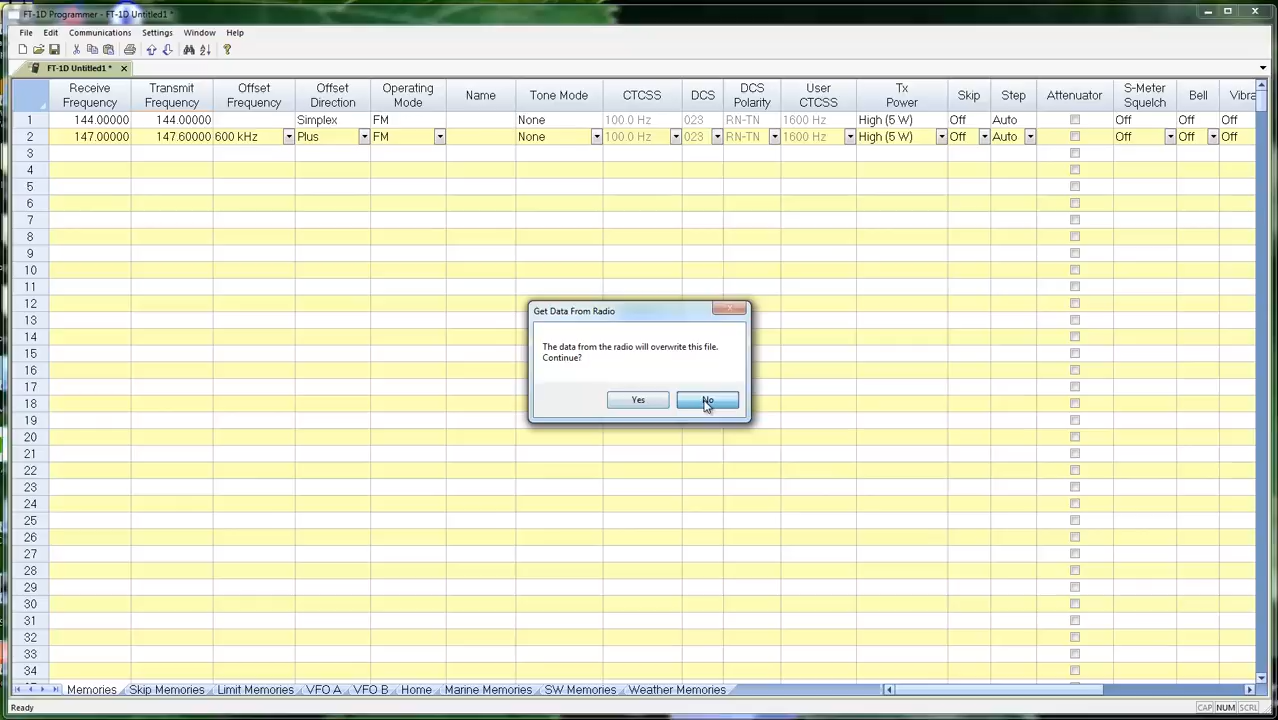 FT-1D Programmer - FT-1D Untitled1 *
File Edit Communications Settings Window Help
FT-1D Untitled1 *
Receive Frequency Transmit Frequency Offset Frequency Offset Direction Operating Mode Name Tone Mode CTCSS DCS DCS Polarity User CTCSS Tx Power Skip Step Attenuator S-Meter Squelch Bell Vibra
1 144.00000 144.00000 Simplex FM None 100.0 Hz 023 RN-TN 1600 Hz High (5 W) Off Auto Off Off Off
2 147.00000 147.60000 600 kHz Plus FM None 100.0 Hz 023 RN-TN 1600 Hz High (5 W) Off Auto Off Off Off
3
4
5
6
7
8
9
10
11
12
13
14
15
16
17
18
19
20
21
22
23
24
25
26
27
28
29
30
31
32
33
34
Get Data From Radio
The data from the radio will overwrite this file.
Continue?
Yes No
Memories Skip Memories Limit Memories VFO A VFO B Home Marine Memories SW Memories Weather Memories
Ready CAP NUM SCRL